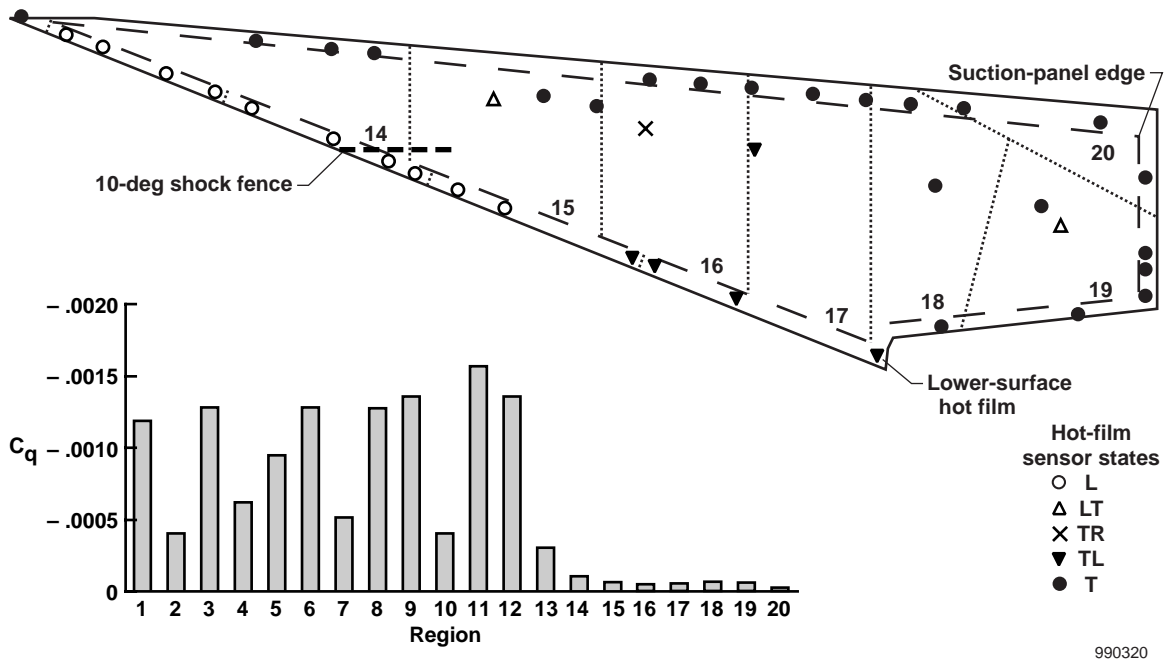 Suction-panel edge
14
20
10-deg shock fence
15
16
17
18
19
Lower-surface
hot film
– .0020
– .0015
– .0010
– .0005
0
Cq
1 2 3 4 5 6 7 8 9 10 11 12 13 14 15 16 17 18 19 20
Region
Hot-film
sensor states
L
LT
TR
TL
T
990320